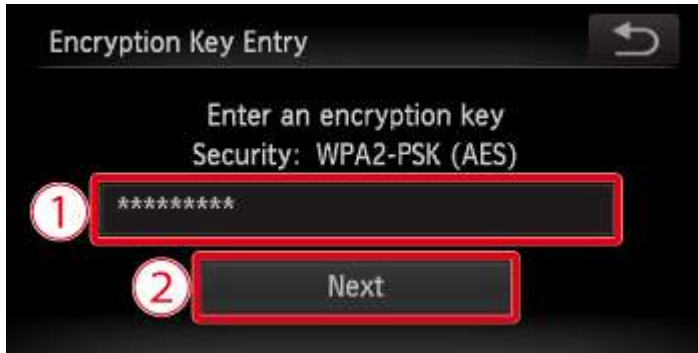 Encryption Key Entry
Enter an encryption key
Security: WPA2-PSK (AES)
1 *********
2 Next